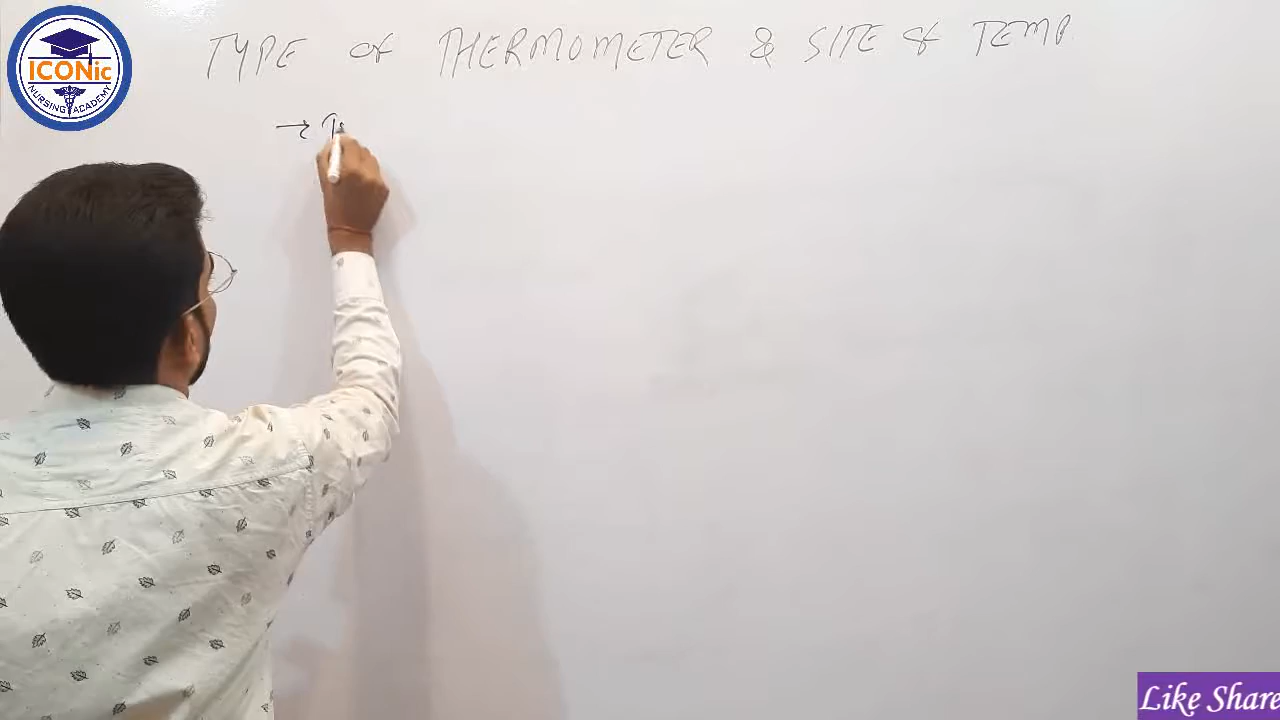 ICONic
NURSING ACADEMY
TYPE of THERMOMETER & SITE of TEMP.
→
Like Share